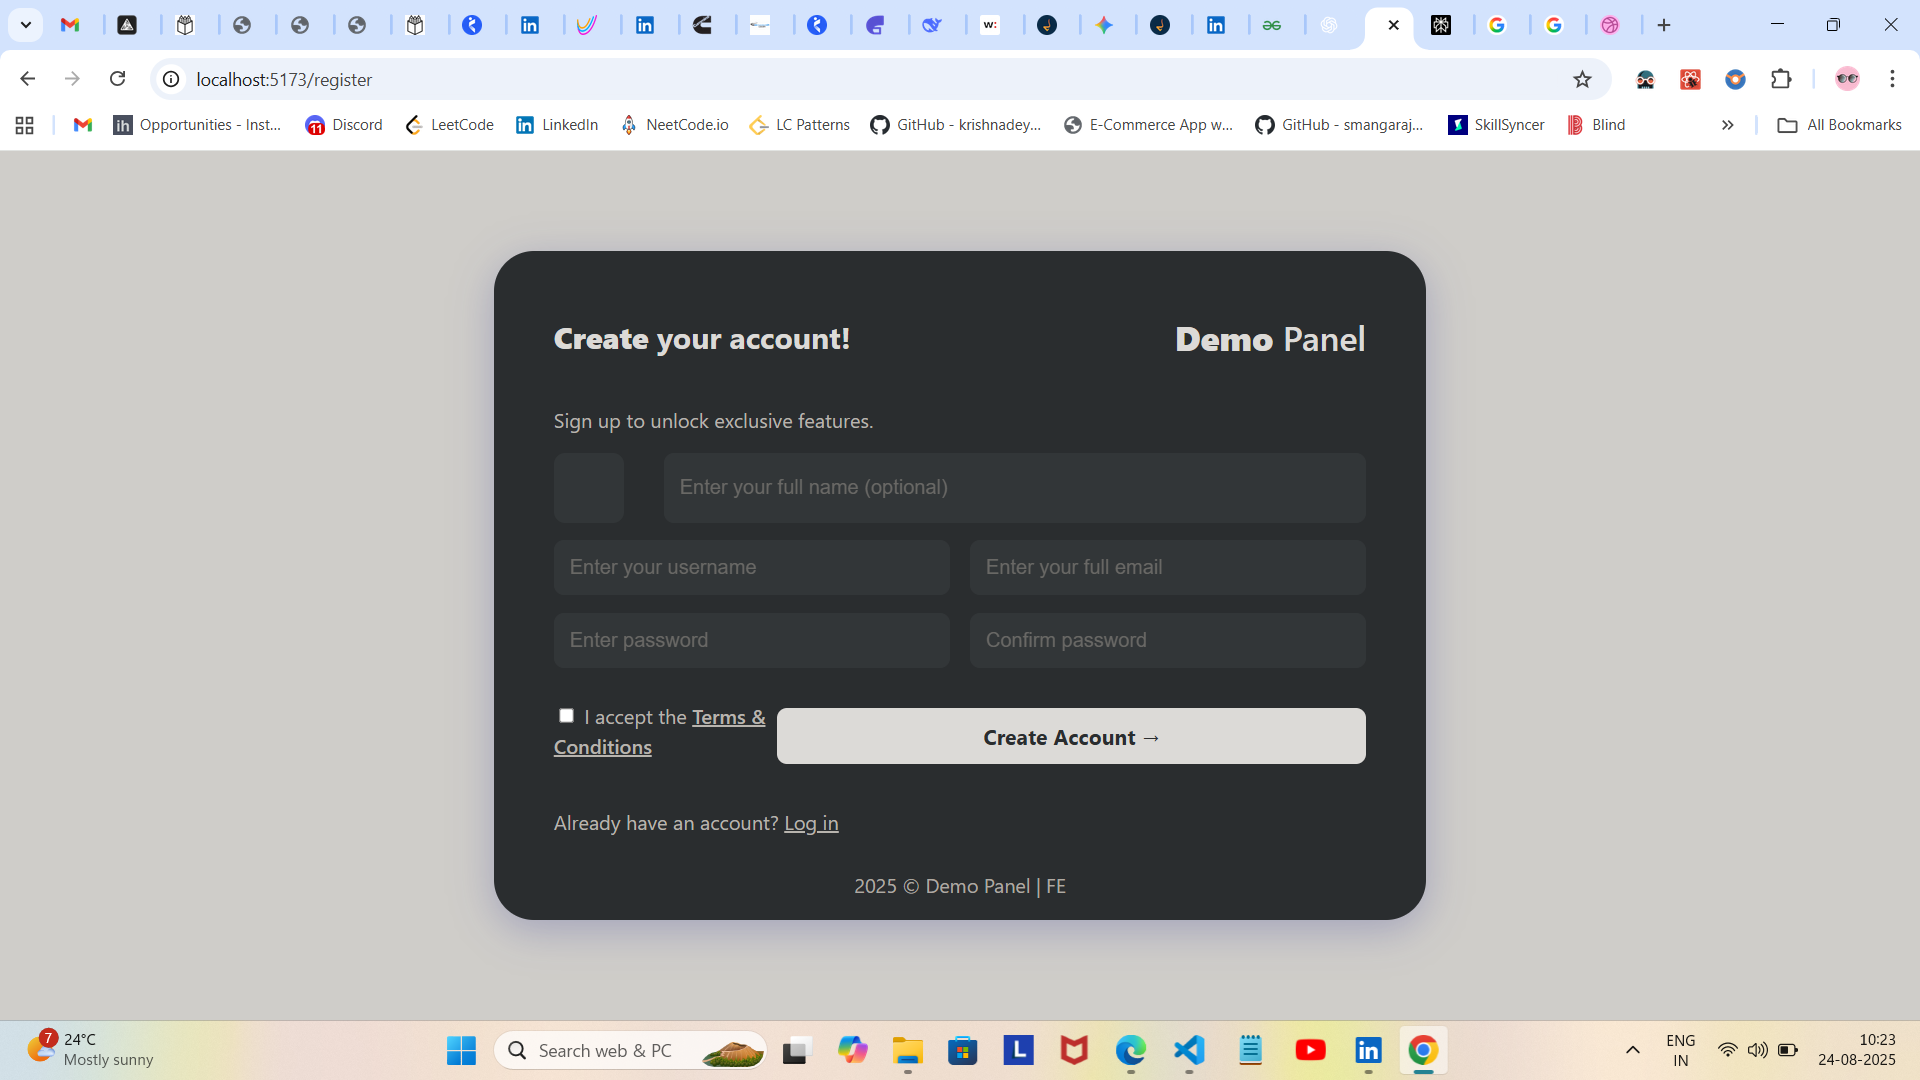 w:
localhost:5173/register
Opportunities - Inst...
Discord
LeetCode
LinkedIn
NeetCode.io
LC Patterns
GitHub - krishnadey...
E-Commerce App w...
GitHub - smangaraj...
SkillSyncer
Blind
All Bookmarks
Create your account!
Demo Panel
Sign up to unlock exclusive features.
Enter your full name (optional)
Enter your username
Enter your full email
Enter password
Confirm password
I accept the Terms &
Conditions
Create Account →
Already have an account? Log in
2025 © Demo Panel | FE
7
24°C
Mostly sunny
Search web & PC
L
ENG
IN
10:23
24-08-2025